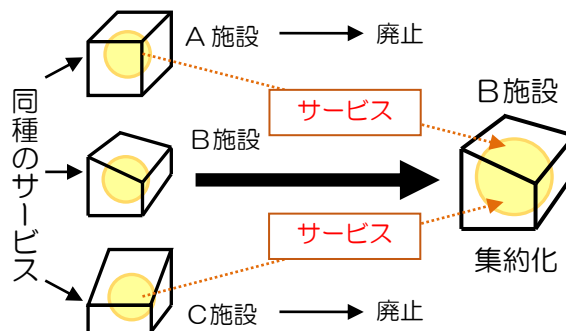 同種のサービス
A施設
廃止
サービス
B施設
B施設
サービス
集約化
C施設
廃止